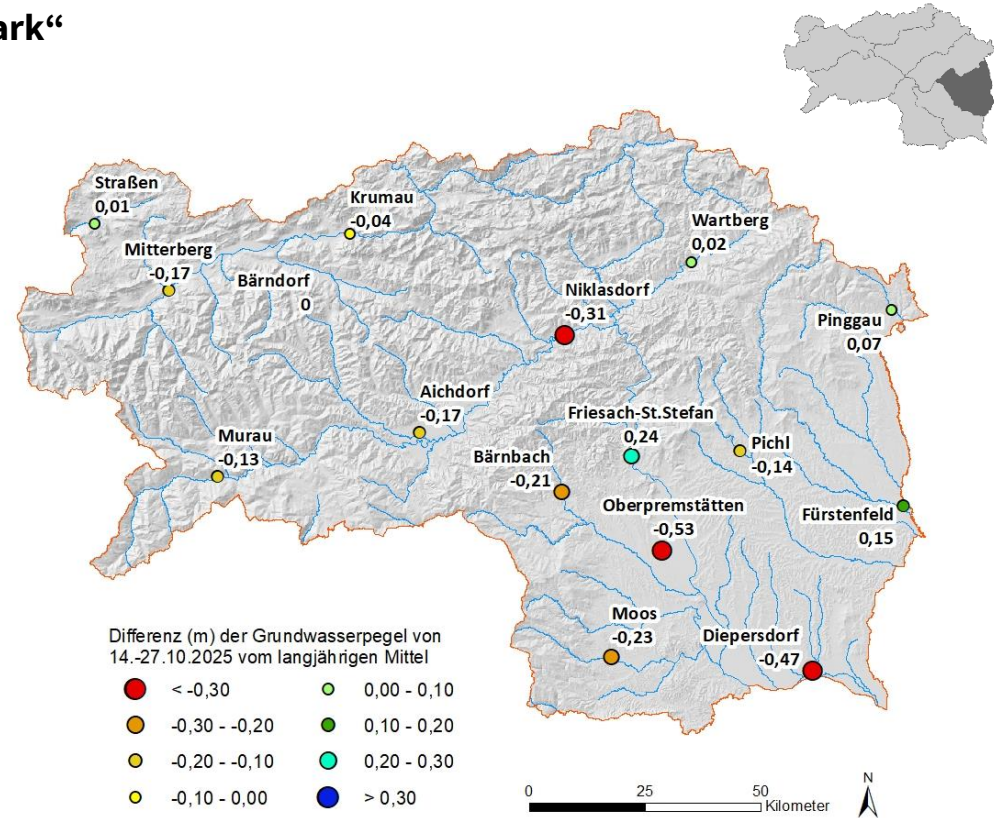 ark“
Straßen
0,01
Krumau
-0,04
Wartberg
0,02
Mitterberg
-0,17
Bärndorf
0
Niklasdorf
-0,31
Pinggau
0,07
Aichdorf
-0,17
Friesach-St.Stefan
0,24
Murau
-0,13
Pichl
-0,14
Bärnbach
-0,21
Oberpremstätten
-0,53
Fürstenfeld
0,15
Moos
-0,23
Diepersdorf
-0,47
Differenz (m) der Grundwasserpegel von
14.-27.10.2025 vom langjährigen Mittel
< -0,30
-0,30 - -0,20
-0,20 - -0,10
-0,10 - 0,00
0,00 - 0,10
0,10 - 0,20
0,20 - 0,30
> 0,30
0 25 50
Kilometer
N